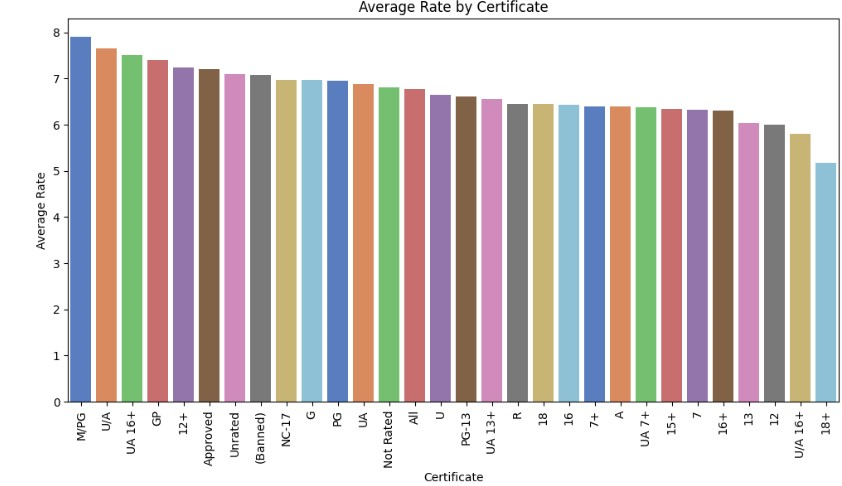 Average Rate by Certificate
8
7
6
5
4
3
2
1
0
Average Rate
M/PG
U/A
UA 16+
GP
12+
Approved
Unrated
(Banned)
NC-17
G
PG
UA
Not Rated
All
U
PG-13
UA 13+
R
18
16
7+
A
UA 7+
15+
7
16+
13
12
U/A 16+
18+
Certificate